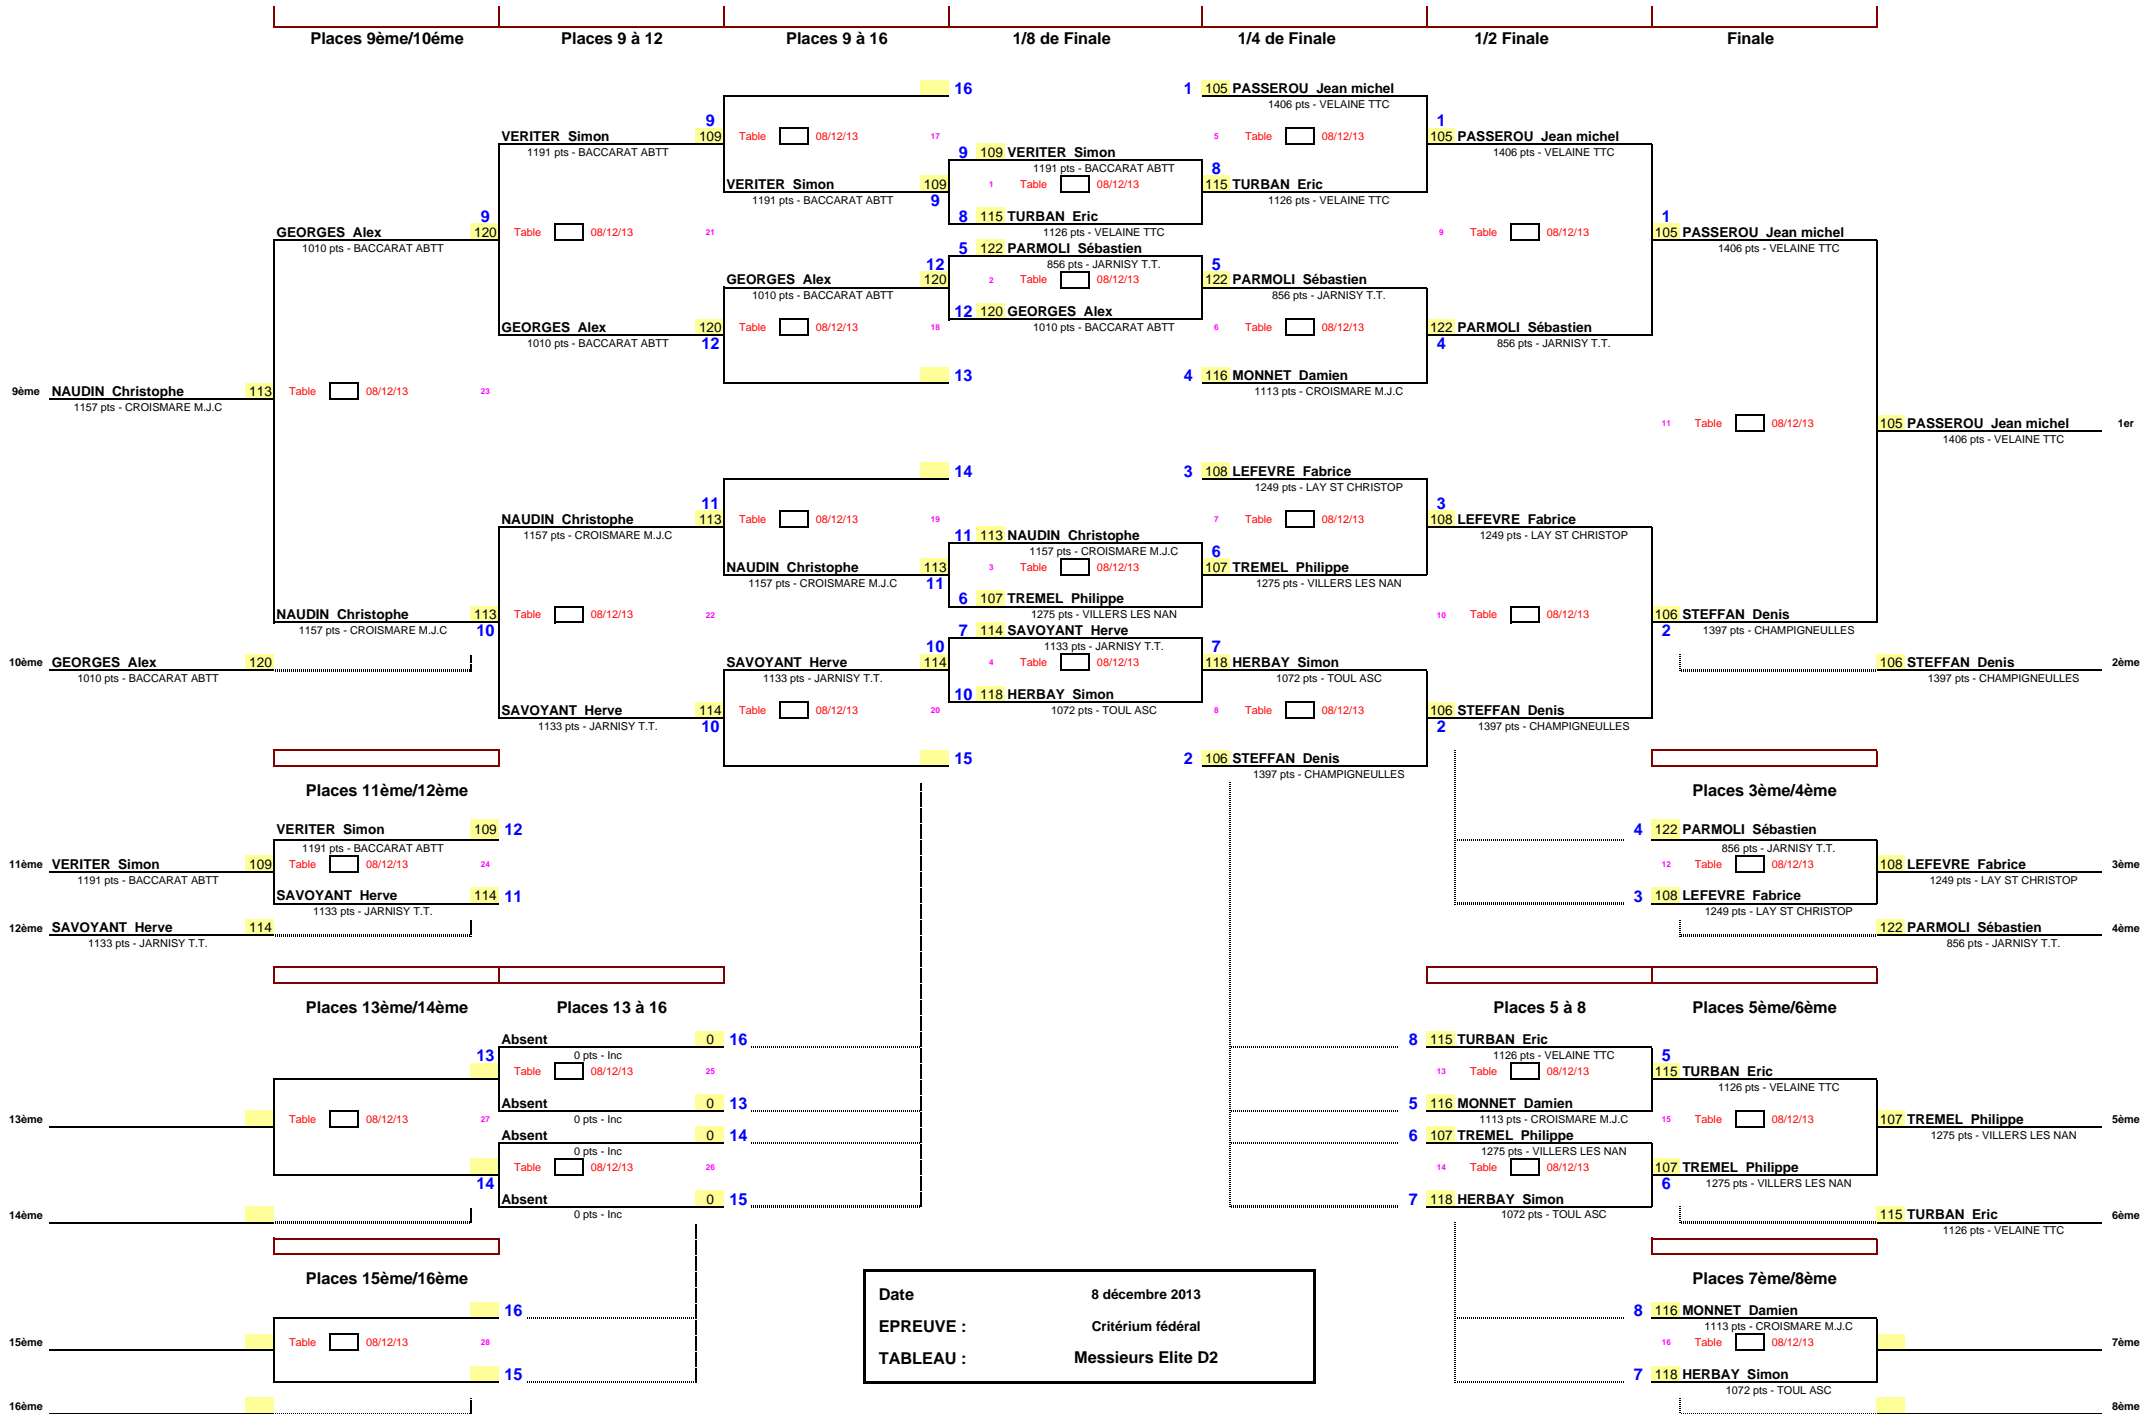 Places 9ème/10éme Places 9 à 12 Places 9 à 16 1/8 de Finale 1/4 de Finale 1/2 Finale Finale
16 1 105 PASSEROU Jean michel
1406 pts - VELAINE TTC
9 1
VERITER Simon 109 Table 08/12/13 17 5 Table 08/12/13 105 PASSEROU Jean michel
1191 pts - BACCARAT ABTT 9 109 VERITER Simon 1406 pts - VELAINE TTC
1191 pts - BACCARAT ABTT 8
VERITER Simon 109 1 Table 08/12/13 115 TURBAN Eric
1191 pts - BACCARAT ABTT 9 1126 pts - VELAINE TTC
9 8 115 TURBAN Eric 1
GEORGES Alex 120 Table 08/12/13 21 1126 pts - VELAINE TTC 9 Table 08/12/13 105 PASSEROU Jean michel
1010 pts - BACCARAT ABTT 5 122 PARMOLI Sébastien 1406 pts - VELAINE TTC
12 856 pts - JARNISY T.T. 5
GEORGES Alex 120 2 Table 08/12/13 122 PARMOLI Sébastien
1010 pts - BACCARAT ABTT 856 pts - JARNISY T.T.
12 120 GEORGES Alex
GEORGES Alex 120 Table 08/12/13 18 1010 pts - BACCARAT ABTT 6 Table 08/12/13 122 PARMOLI Sébastien
1010 pts - BACCARAT ABTT 12 4 856 pts - JARNISY T.T.
13 4 116 MONNET Damien
9ème NAUDIN Christophe 113 Table 08/12/13 23 1113 pts - CROISMARE M.J.C
1157 pts - CROISMARE M.J.C
11 Table 08/12/13 105 PASSEROU Jean michel 1er
1406 pts - VELAINE TTC
14 3 108 LEFEVRE Fabrice
1249 pts - LAY ST CHRISTOP
11 3
NAUDIN Christophe 113 Table 08/12/13 19 7 Table 08/12/13 108 LEFEVRE Fabrice
1157 pts - CROISMARE M.J.C 11 113 NAUDIN Christophe 1249 pts - LAY ST CHRISTOP
1157 pts - CROISMARE M.J.C 6
NAUDIN Christophe 113 3 Table 08/12/13 107 TREMEL Philippe
1157 pts - CROISMARE M.J.C 11 1275 pts - VILLERS LES NAN
6 107 TREMEL Philippe
NAUDIN Christophe 113 Table 08/12/13 22 1275 pts - VILLERS LES NAN 10 Table 08/12/13 106 STEFFAN Denis
1157 pts - CROISMARE M.J.C 10 7 114 SAVOYANT Herve 2 1397 pts - CHAMPIGNEULLES
10 1133 pts - JARNISY T.T. 7
10ème GEORGES Alex 120 SAVOYANT Herve 114 4 Table 08/12/13 118 HERBAY Simon 106 STEFFAN Denis 2ème
1010 pts - BACCARAT ABTT 1133 pts - JARNISY T.T. 1072 pts - TOUL ASC 1397 pts - CHAMPIGNEULLES
10 118 HERBAY Simon
SAVOYANT Herve 114 Table 08/12/13 20 1072 pts - TOUL ASC 8 Table 08/12/13 106 STEFFAN Denis
1133 pts - JARNISY T.T. 10 2 1397 pts - CHAMPIGNEULLES
15 2 106 STEFFAN Denis
1397 pts - CHAMPIGNEULLES
Places 11ème/12ème Places 3ème/4ème
VERITER Simon 109 12 4 122 PARMOLI Sébastien
1191 pts - BACCARAT ABTT 856 pts - JARNISY T.T.
11ème VERITER Simon 109 Table 08/12/13 24 12 Table 08/12/13 108 LEFEVRE Fabrice 3ème
1191 pts - BACCARAT ABTT 1249 pts - LAY ST CHRISTOP
SAVOYANT Herve 114 11 3 108 LEFEVRE Fabrice
1133 pts - JARNISY T.T. 1249 pts - LAY ST CHRISTOP
12ème SAVOYANT Herve 114 122 PARMOLI Sébastien 4ème
1133 pts - JARNISY T.T. 856 pts - JARNISY T.T.
Places 13ème/14ème Places 13 à 16 Places 5 à 8 Places 5ème/6ème
Absent 0 16 8 115 TURBAN Eric
13 0 pts - Inc 1126 pts - VELAINE TTC 5
Table 08/12/13 25 13 Table 08/12/13 115 TURBAN Eric
1126 pts - VELAINE TTC
Absent 0 13 5 116 MONNET Damien
13ème Table 08/12/13 27 0 pts - Inc 1113 pts - CROISMARE M.J.C 15 Table 08/12/13 107 TREMEL Philippe 5ème
Absent 0 14 6 107 TREMEL Philippe 1275 pts - VILLERS LES NAN
0 pts - Inc 1275 pts - VILLERS LES NAN
Table 08/12/13 26 14 Table 08/12/13 107 TREMEL Philippe
14 6 1275 pts - VILLERS LES NAN
Absent 0 15 7 118 HERBAY Simon
14ème 0 pts - Inc 1072 pts - TOUL ASC 115 TURBAN Eric 6ème
1126 pts - VELAINE TTC
Places 15ème/16ème Places 7ème/8ème
Date 8 décembre 2013
16 8 116 MONNET Damien
EPREUVE : Critérium fédéral 1113 pts - CROISMARE M.J.C
15ème Table 08/12/13 28 16 Table 08/12/13 7ème
TABLEAU : Messieurs Elite D2
15 7 118 HERBAY Simon
1072 pts - TOUL ASC
16ème 8ème